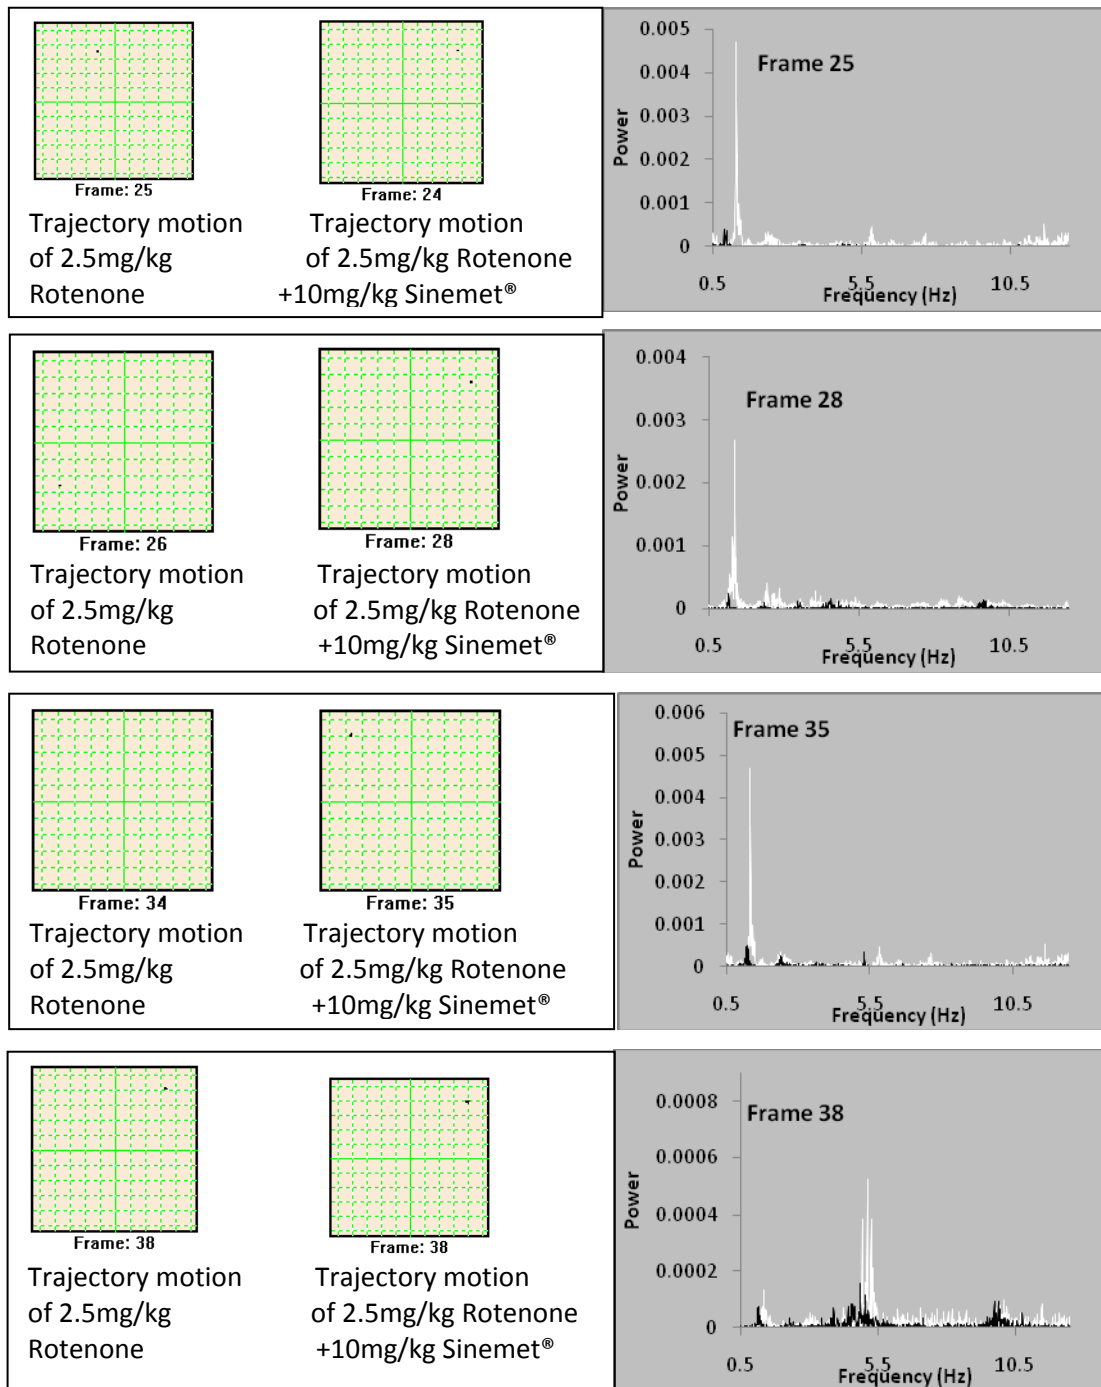 Frame: 25
Trajectory motion
of 2.5mg/kg
Rotenone
Frame: 24
Trajectory motion
of 2.5mg/kg Rotenone
+10mg/kg Sinemet®
Frame 25
Power
0.005
0.004
0.003
0.002
0.001
0
0.5 5.5 10.5
Frequency (Hz)
Frame: 26
Trajectory motion
of 2.5mg/kg
Rotenone
Frame: 28
Trajectory motion
of 2.5mg/kg Rotenone
+10mg/kg Sinemet®
Frame 28
Power
0.004
0.003
0.002
0.001
0
0.5 5.5 10.5
Frequency (Hz)
Frame: 34
Trajectory motion
of 2.5mg/kg
Rotenone
Frame: 35
Trajectory motion
of 2.5mg/kg Rotenone
+10mg/kg Sinemet®
Frame 35
Power
0.006
0.005
0.004
0.003
0.002
0.001
0
0.5 5.5 10.5
Frequency (Hz)
Frame: 38
Trajectory motion
of 2.5mg/kg
Rotenone
Frame: 38
Trajectory motion
of 2.5mg/kg Rotenone
+10mg/kg Sinemet®
Frame 38
Power
0.0008
0.0006
0.0004
0.0002
0
0.5 5.5 10.5
Frequency (Hz)